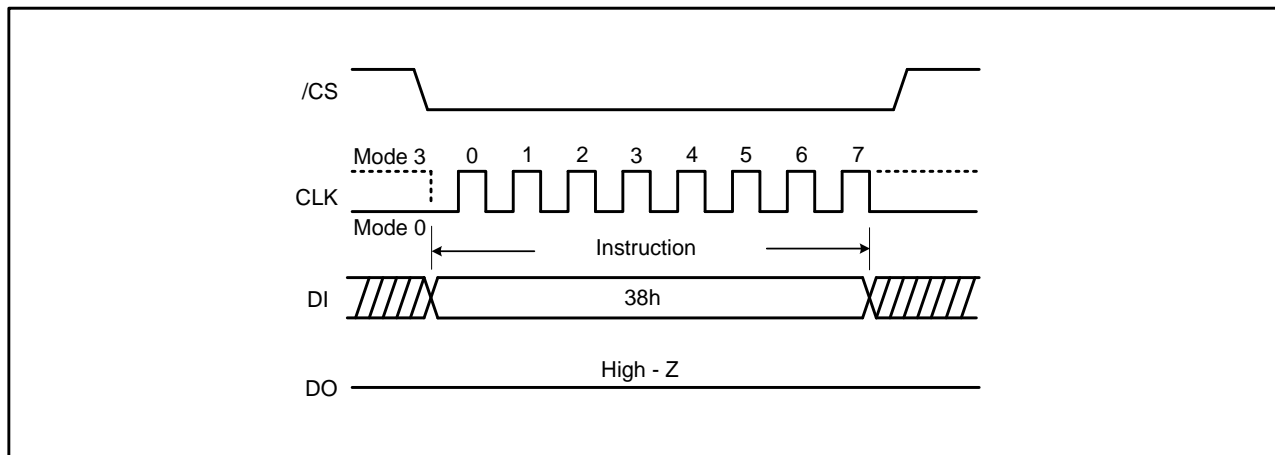 /CS
Mode 3 0 1 2 3 4 5 6 7
CLK
Mode 0
Instruction
DI 38h
High - Z
DO